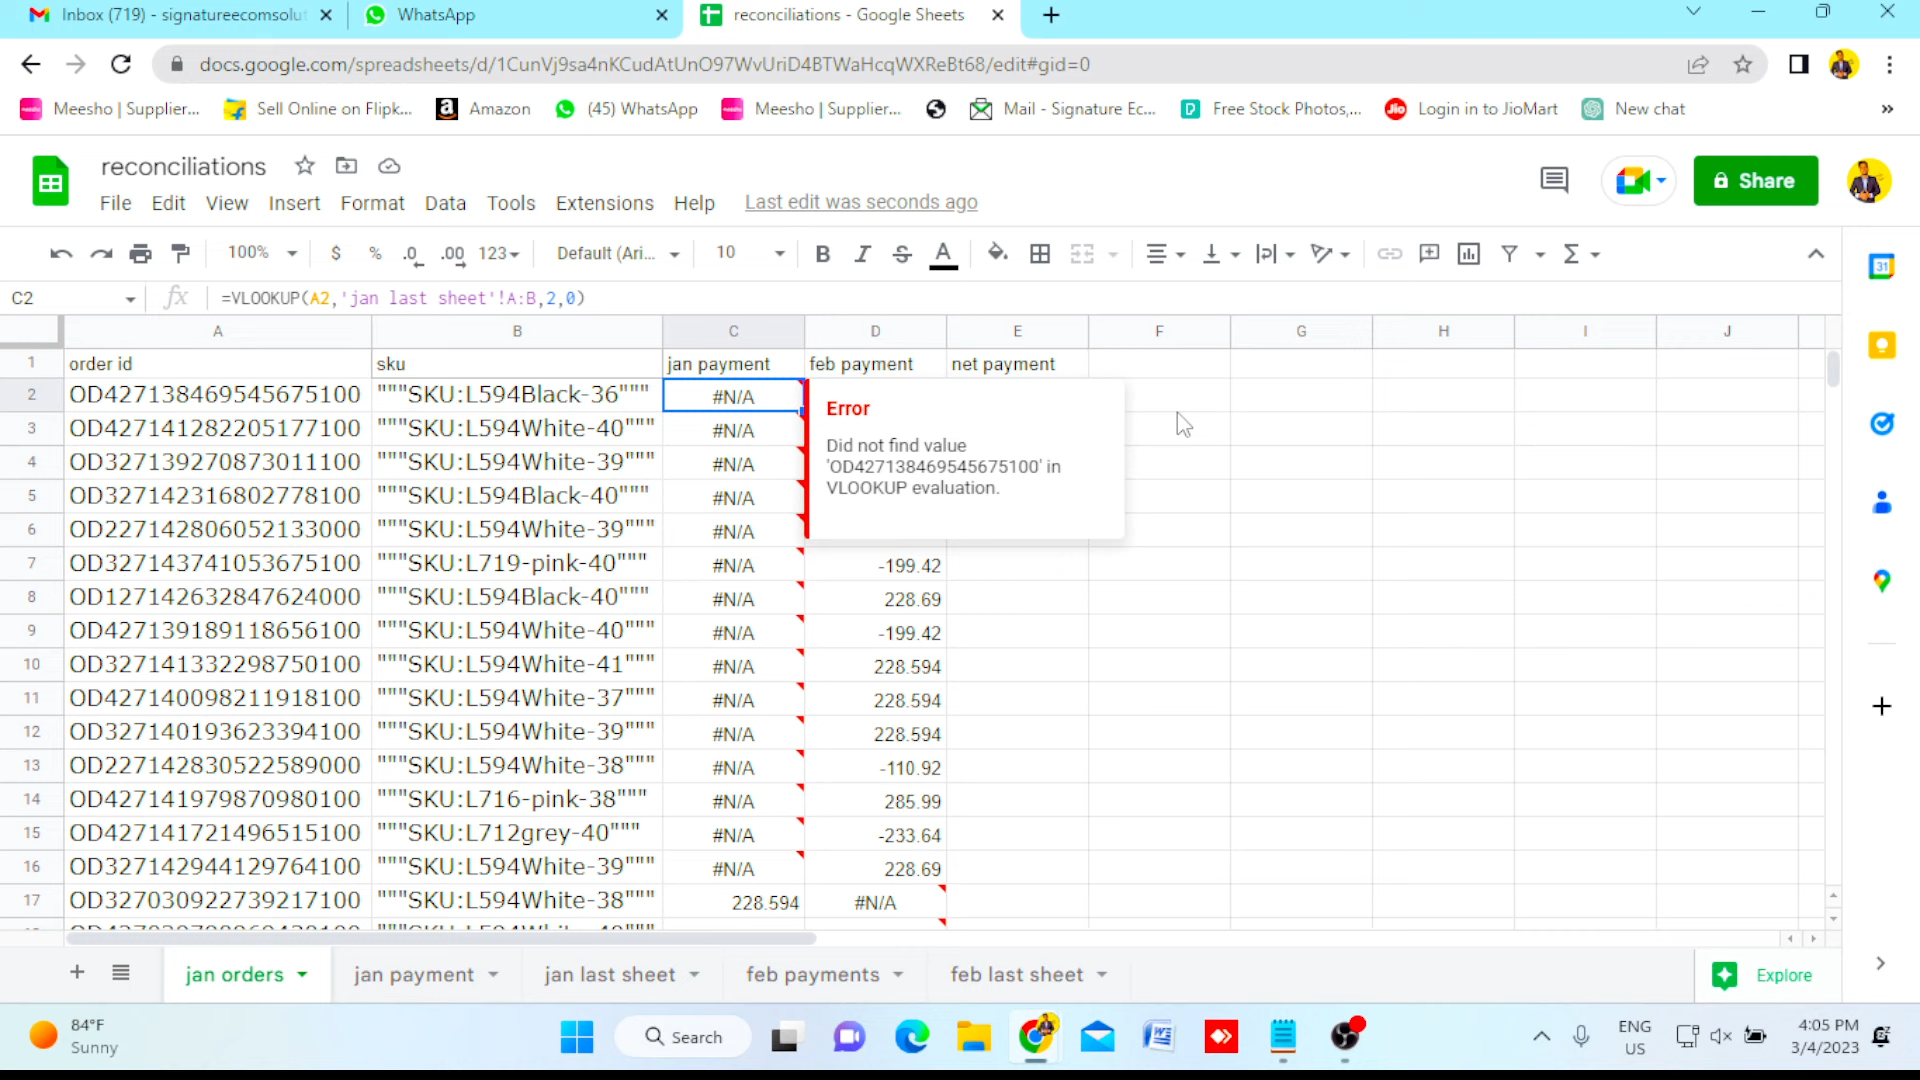 Inbox (719) - signatureecomsolut
WhatsApp
reconciliations - Google Sheets
docs.google.com/spreadsheets/d/1CunVj9sa4nKCudAtUnO97WvUriD4BTWaHcqWXReBt68/edit#gid=0
Meesho | Supplier...
Sell Online on Flipk...
Amazon
(45) WhatsApp
Meesho | Supplier...
Mail - Signature Ec...
Free Stock Photos,...
Login in to JioMart
New chat
»
reconciliations
Share
File Edit View Insert Format Data Tools Extensions Help Last edit was seconds ago
100% $ % .0 .00 123 Default (Ari... 10 B I S A
31
C2 fx =VLOOKUP(A2,'jan last sheet'!A:B,2,0)
A B C D E F G H I J
1 order id sku jan payment feb payment net payment
2 OD427138469545675100 """SKU:L594Black-36""" #N/A
3 OD427141282205177100 """SKU:L594White-40""" #N/A
4 OD327139270873011100 """SKU:L594White-39""" #N/A
5 OD327142316802778100 """SKU:L594Black-40""" #N/A
6 OD227142806052133000 """SKU:L594White-39""" #N/A
Error
Did not find value
'OD427138469545675100' in
VLOOKUP evaluation.
7 OD327143741053675100 """SKU:L719-pink-40""" #N/A -199.42
8 OD127142632847624000 """SKU:L594Black-40""" #N/A 228.69
9 OD427139189118656100 """SKU:L594White-40""" #N/A -199.42
10 OD327141332298750100 """SKU:L594White-41""" #N/A 228.594
11 OD427140098211918100 """SKU:L594White-37""" #N/A 228.594
12 OD327140193623394100 """SKU:L594White-39""" #N/A 228.594
13 OD227142830522589000 """SKU:L594White-38""" #N/A -110.92
14 OD427141979870980100 """SKU:L716-pink-38""" #N/A 285.99
15 OD427141721496515100 """SKU:L712grey-40""" #N/A -233.64
16 OD327142944129764100 """SKU:L594White-39""" #N/A 228.69
17 OD327030922739217100 """SKU:L594White-38""" 228.594 #N/A
jan orders
jan payment
jan last sheet
feb payments
feb last sheet
Explore
84°F
Sunny
Search
ENG
US
4:05 PM
3/4/2023